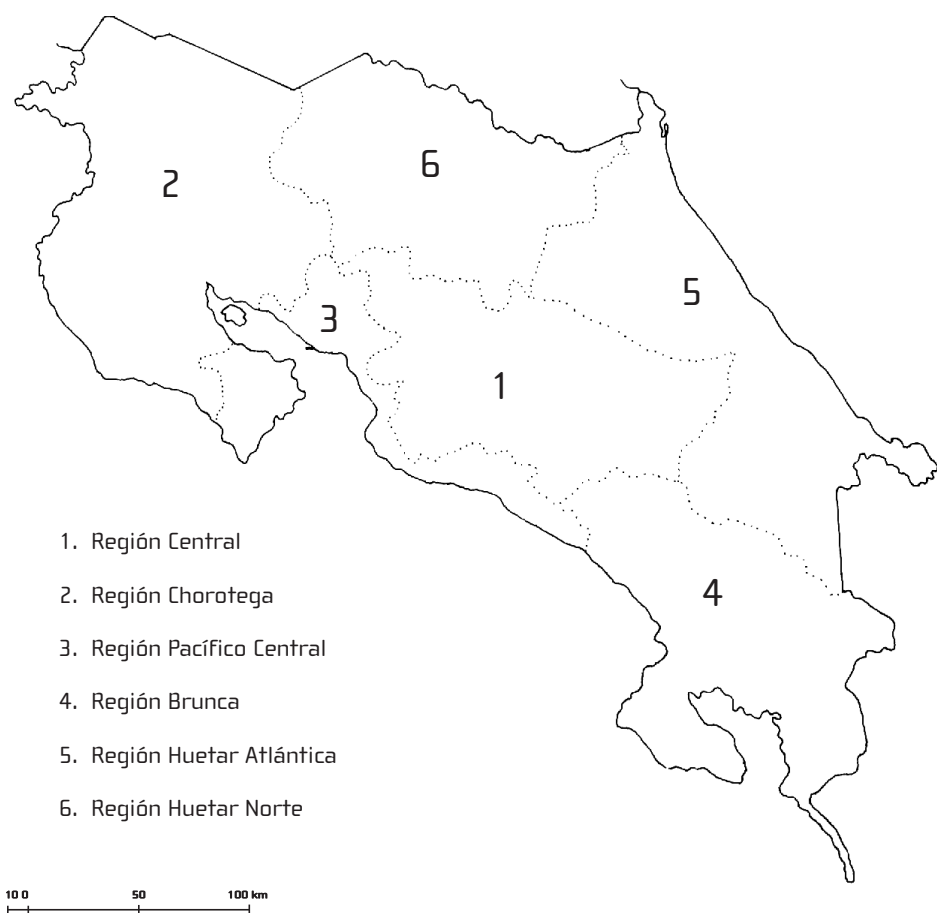 6
2
5
3
1
4
1. Región Central
2. Región Chorotega
3. Región Pacífico Central
4. Región Brunca
5. Región Huetar Atlántica
6. Región Huetar Norte
10 0 50 100 km